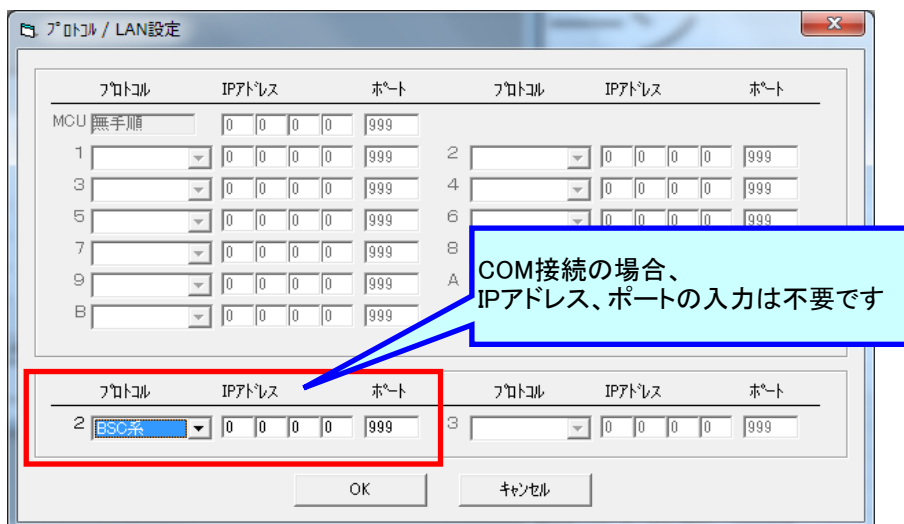 プロトコル / LAN設定
プロトコル IPアドレス ポート プロトコル IPアドレス ポート
MCU 無手順 0 0 0 0 999
1 0 0 0 0 999 2 0 0 0 0 999
3 0 0 0 0 999 4 0 0 0 0 999
5 0 0 0 0 999 6 0 0 0 0 999
7 0 0 0 0 999 8
9 0 0 0 0 999 A
B 0 0 0 0 999
COM接続の場合、
IPアドレス、ポートの入力は不要です
プロトコル IPアドレス ポート プロトコル IPアドレス ポート
2 BSC系 0 0 0 0 999 3 0 0 0 0 999
OK キャンセル